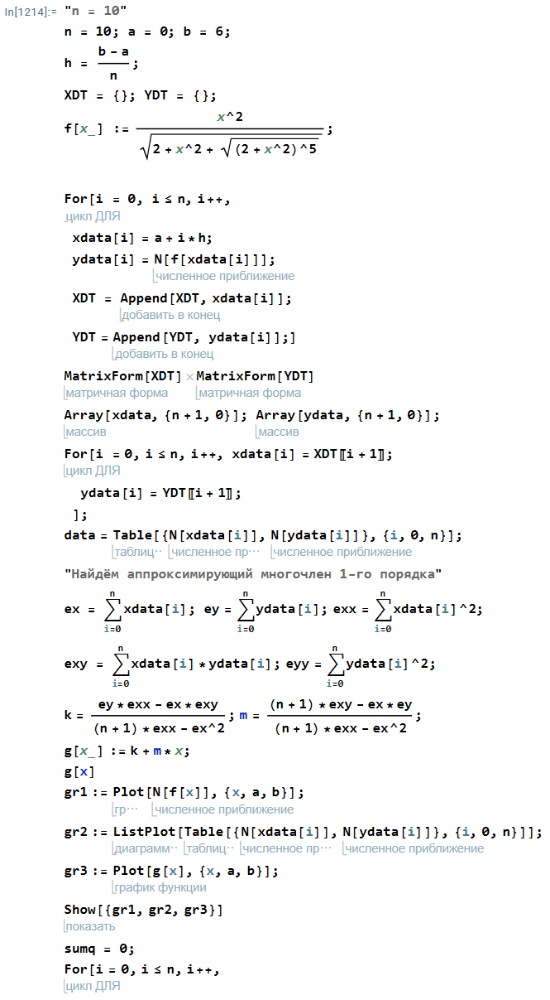 In[1214]:= "n = 10"
n = 10; a = 0; b = 6;
h = (b - a)/n;
XDT = {}; YDT = {};
f[x_] := x^2/√(2 + x^2 + √((2 + x^2)^5));
For[i = 0, i ≤ n, i++,
цикл ДЛЯ
xdata[i] = a + i * h;
ydata[i] = N[f[xdata[i]]];
численное приближение
XDT = Append[XDT, xdata[i]];
добавить в конец
YDT = Append[YDT, ydata[i]];]
добавить в конец
MatrixForm[XDT] × MatrixForm[YDT]
матричная форма матричная форма
Array[xdata, {n + 1, 0}]; Array[ydata, {n + 1, 0}];
массив массив
For[i = 0, i ≤ n, i++, xdata[i] = XDT〚i + 1〛;
цикл ДЛЯ
ydata[i] = YDT〚i + 1〛;
];
data = Table[{N[xdata[i]], N[ydata[i]]}, {i, 0, n}];
таблиц·· численное пр··· численное приближение
"Найдём аппроксимирующий многочлен 1-го порядка"
ex = ∑_{i=0}^{n} xdata[i]; ey = ∑_{i=0}^{n} ydata[i]; exx = ∑_{i=0}^{n} xdata[i]^2;
exy = ∑_{i=0}^{n} xdata[i] * ydata[i]; eyy = ∑_{i=0}^{n} ydata[i]^2;
k = (ey * exx - ex * exy)/((n + 1) * exx - ex^2); m = ((n + 1) * exy - ex * ey)/((n + 1) * exx - ex^2);
g[x_] := k + m * x;
g[x]
gr1 := Plot[N[f[x]], {x, a, b}];
гр··· численное приближение
gr2 := ListPlot[Table[{N[xdata[i]], N[ydata[i]]}, {i, 0, n}]];
диаграмм·· таблиц·· численное пр··· численное приближение
gr3 := Plot[g[x], {x, a, b}];
график функции
Show[{gr1, gr2, gr3}]
показать
sumq = 0;
For[i = 0, i ≤ n, i++,
цикл ДЛЯ